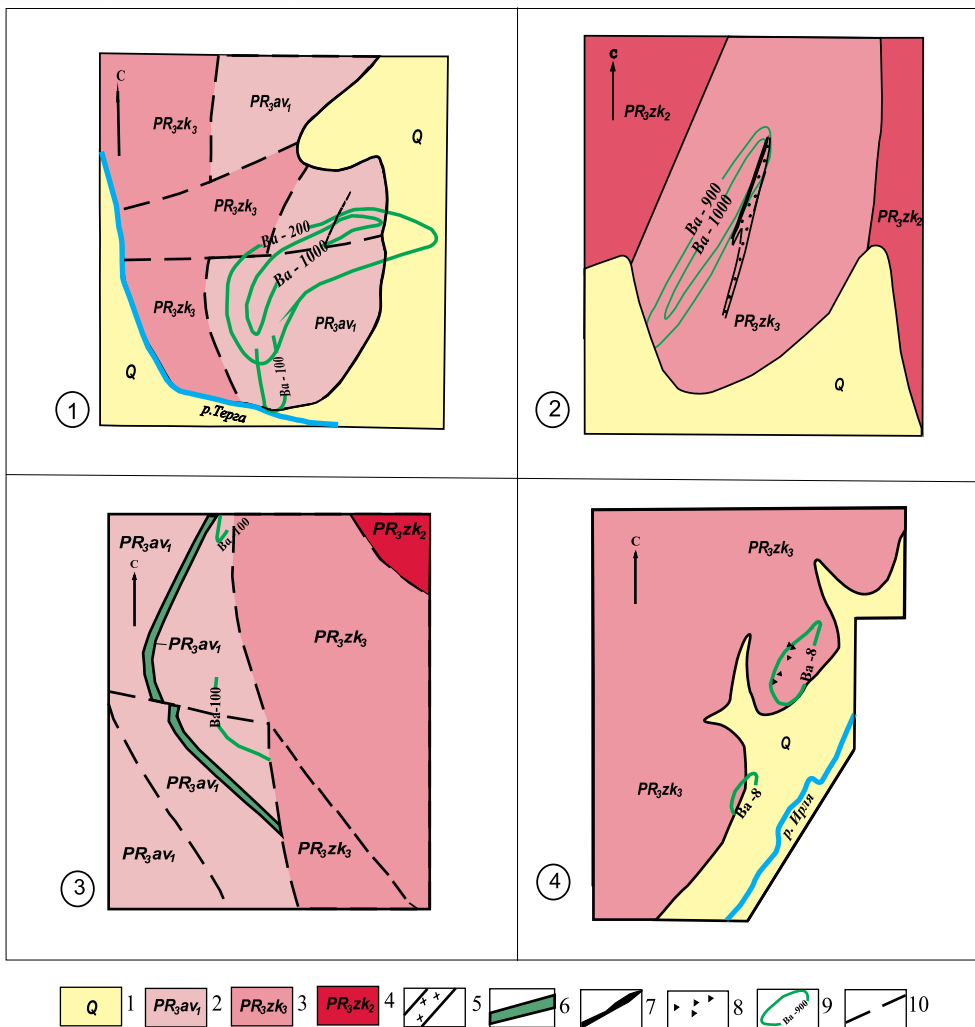 С
PR₃av₁
PR₃zk₃
Q
PR₃zk₃
Ba - 200
Ba - 1000
PR₃zk₃
PR₃av₁
Q
Ba - 100
р.Терга
1
с
PR₃zk₂
Ba - 900
Ba - 1000
PR₃zk₂
PR₃zk₃
Q
2
PR₃av₁
Ba -100
PR₃zk₂
С
PR₃av₁
PR₃zk₃
Ba-100
PR₃av₁
PR₃av₁
PR₃zk₃
3
С
PR₃zk₃
Ba -8
Q
PR₃zk₃
Ba -8
р. Ирля
4
Q 1 PR₃av₁ 2 PR₃zk₃ 3 PR₃zk₂ 4 5 6 7 8 Ba -900 9 10